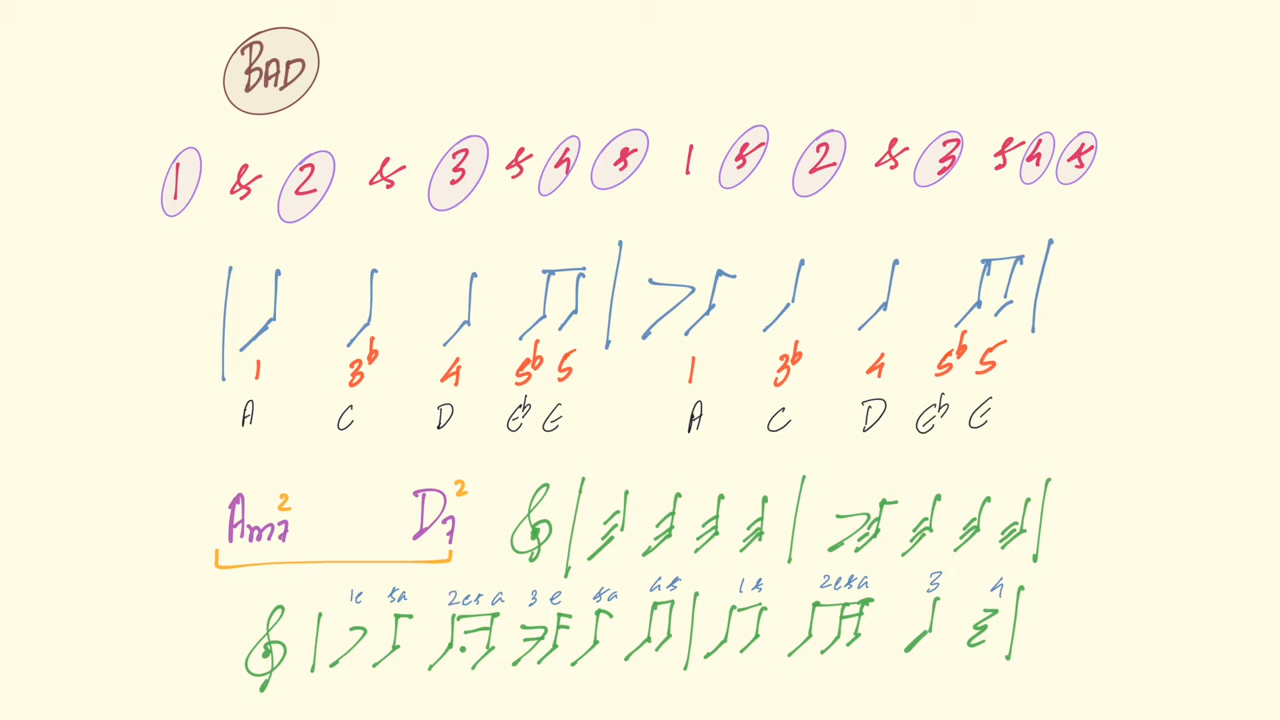 BAD
1 & 2 & 3 & 4 & 1 & 2 & 3 & 4 &
1 3b 4 5b 5 1 3b 4 5b 5
A C D Eb E A C D Eb E
Am7 2 D7 2
1e &a 2e& a 3 e &a 4& 1& 2e&a 3 4